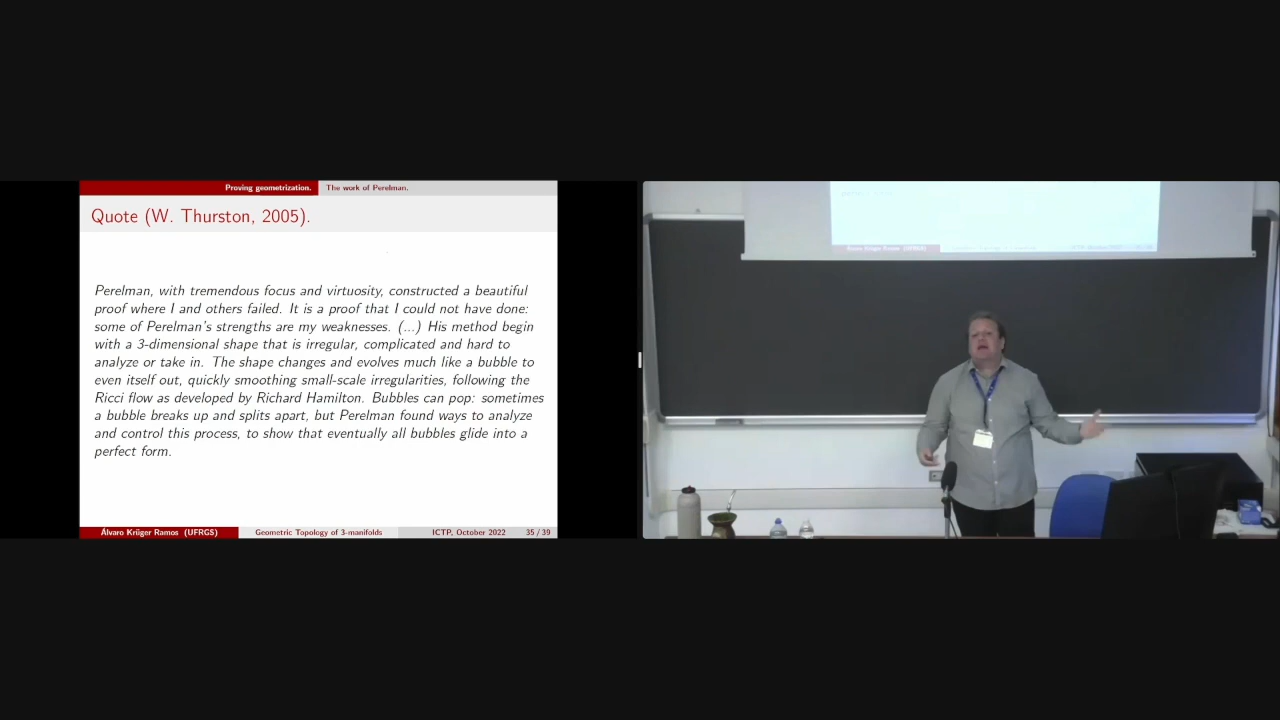 Proving geometrization.
The work of Perelman.
Quote (W. Thurston, 2005).
Perelman, with tremendous focus and virtuosity, constructed a beautiful
proof where I and others failed. It is a proof that I could not have done:
some of Perelman's strengths are my weaknesses. (...) His method begin
with a 3-dimensional shape that is irregular, complicated and hard to
analyze or take in. The shape changes and evolves much like a bubble to
even itself out, quickly smoothing small-scale irregularities, following the
Ricci flow as developed by Richard Hamilton. Bubbles can pop: sometimes
a bubble breaks up and splits apart, but Perelman found ways to analyze
and control this process, to show that eventually all bubbles glide into a
perfect form.
Álvaro Krüger Ramos (UFRGS)
Geometric Topology of 3-manifolds
ICTP, October 2022
35 / 39